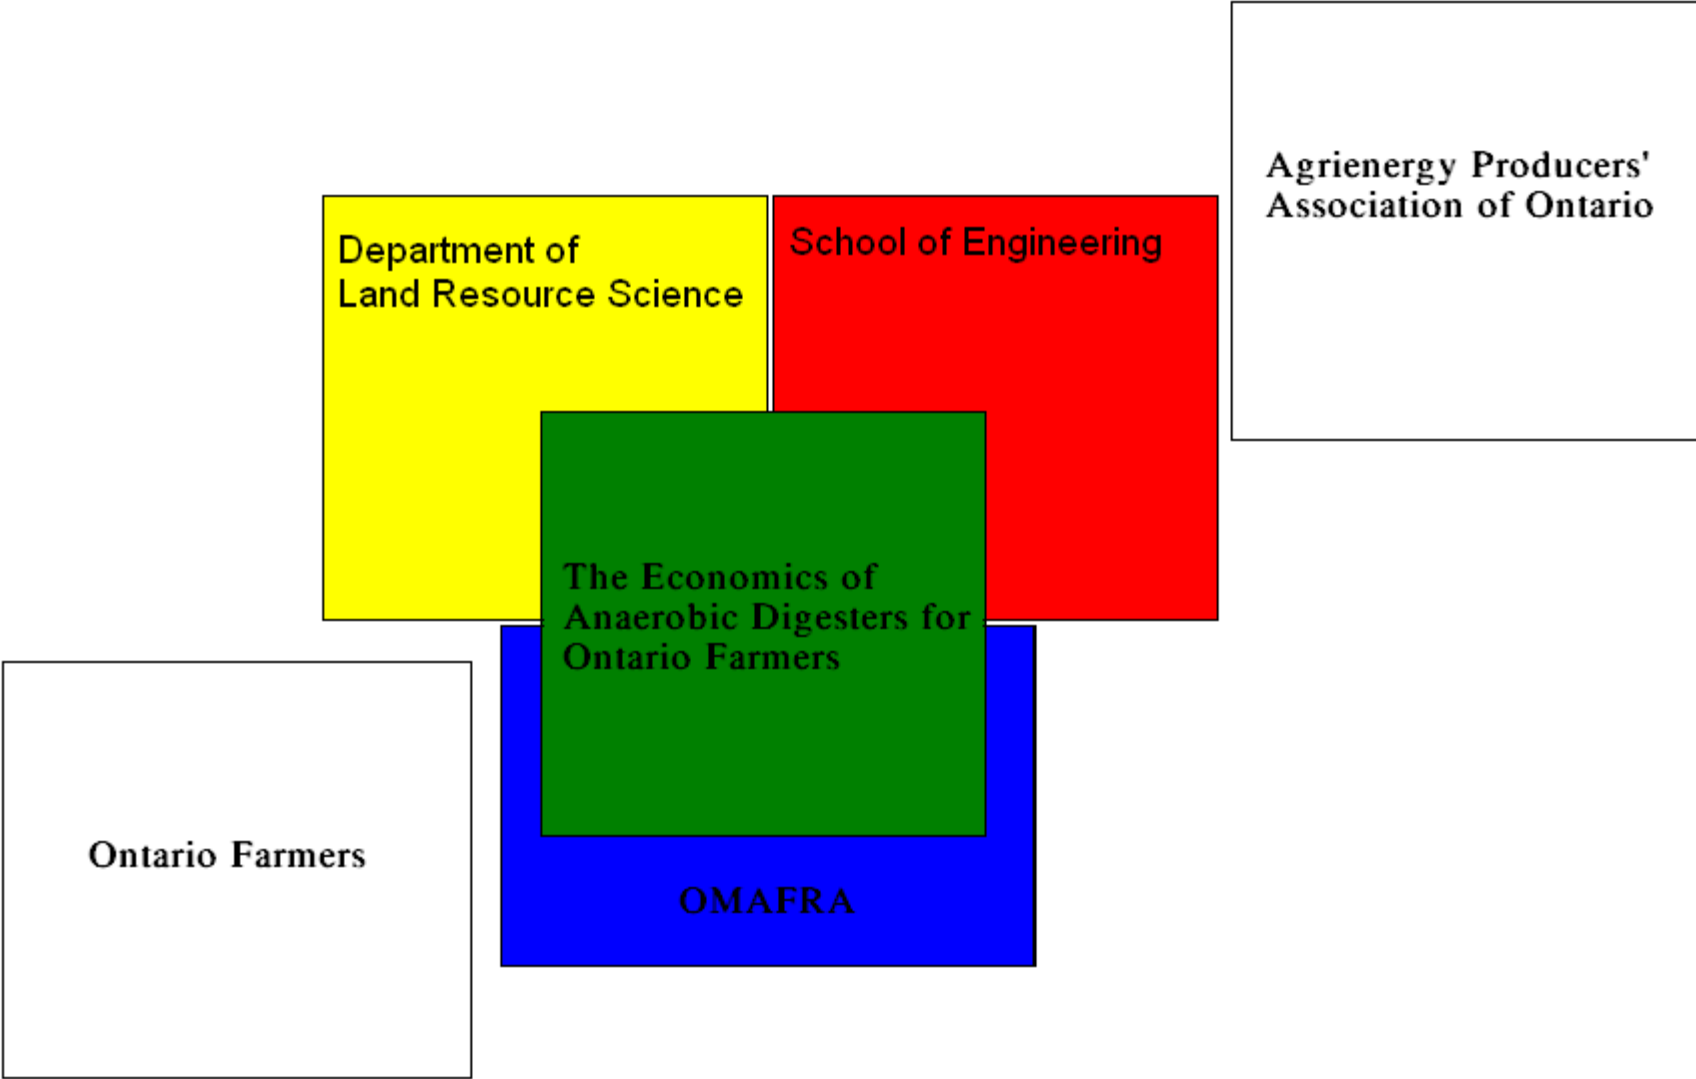 Agrienergy Producers'
Association of Ontario
Department of
Land Resource Science
School of Engineering
The Economics of
Anaerobic Digesters for
Ontario Farmers
Ontario Farmers
OMAFRA